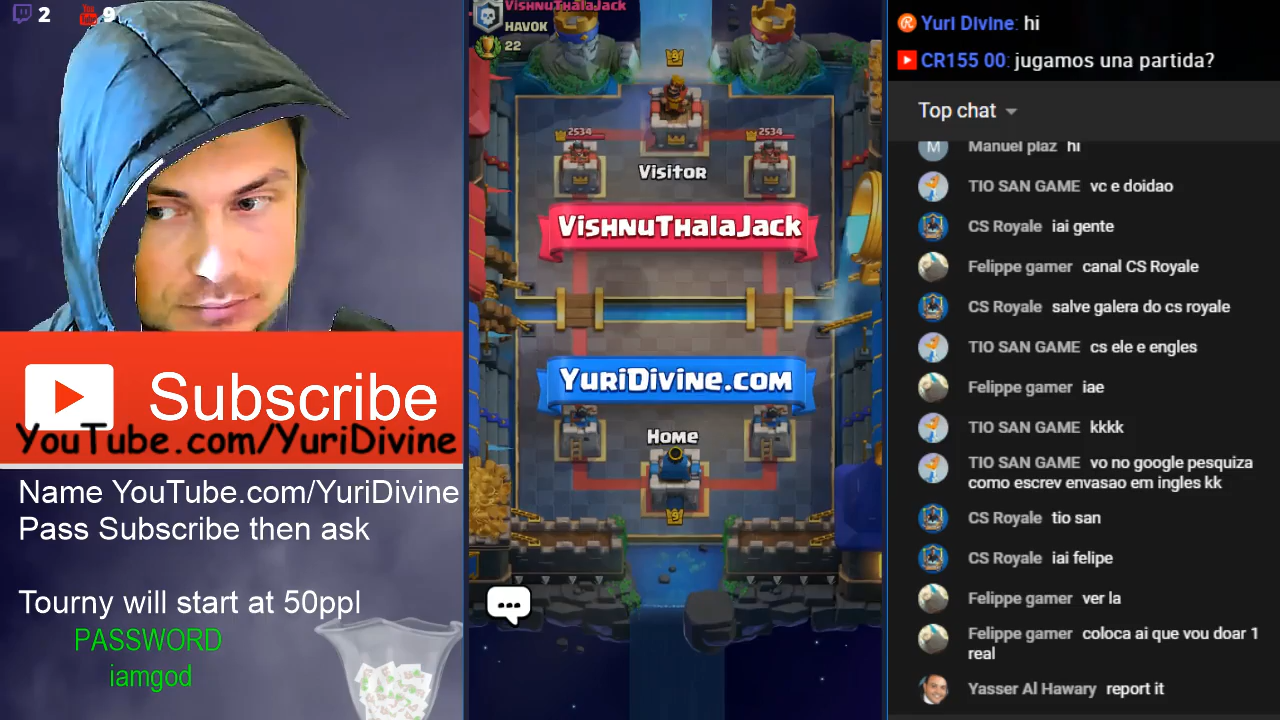 2
You Tube 9
Subscribe
YouTube.com/YuriDivine
Name YouTube.com/YuriDivine
Pass Subscribe then ask
Tourny will start at 50ppl
PASSWORD
iamgod
VishnuThalaJack
HAVOK
22
2534
2534
Visitor
VishnuThalaJack
YuriDivine.com
Home
9
Yuri Divine: hi
CR155 00: jugamos una partida?
Top chat
M Manuel plaz hi
TIO SAN GAME vc e doidao
CS Royale iai gente
Felippe gamer canal CS Royale
CS Royale salve galera do cs royale
TIO SAN GAME cs ele e engles
Felippe gamer iae
TIO SAN GAME kkkk
TIO SAN GAME vo no google pesquiza
como escrev envasao em ingles kk
CS Royale tio san
CS Royale iai felipe
Felippe gamer ver la
Felippe gamer coloca ai que vou doar 1
real
Yasser Al Hawary report it